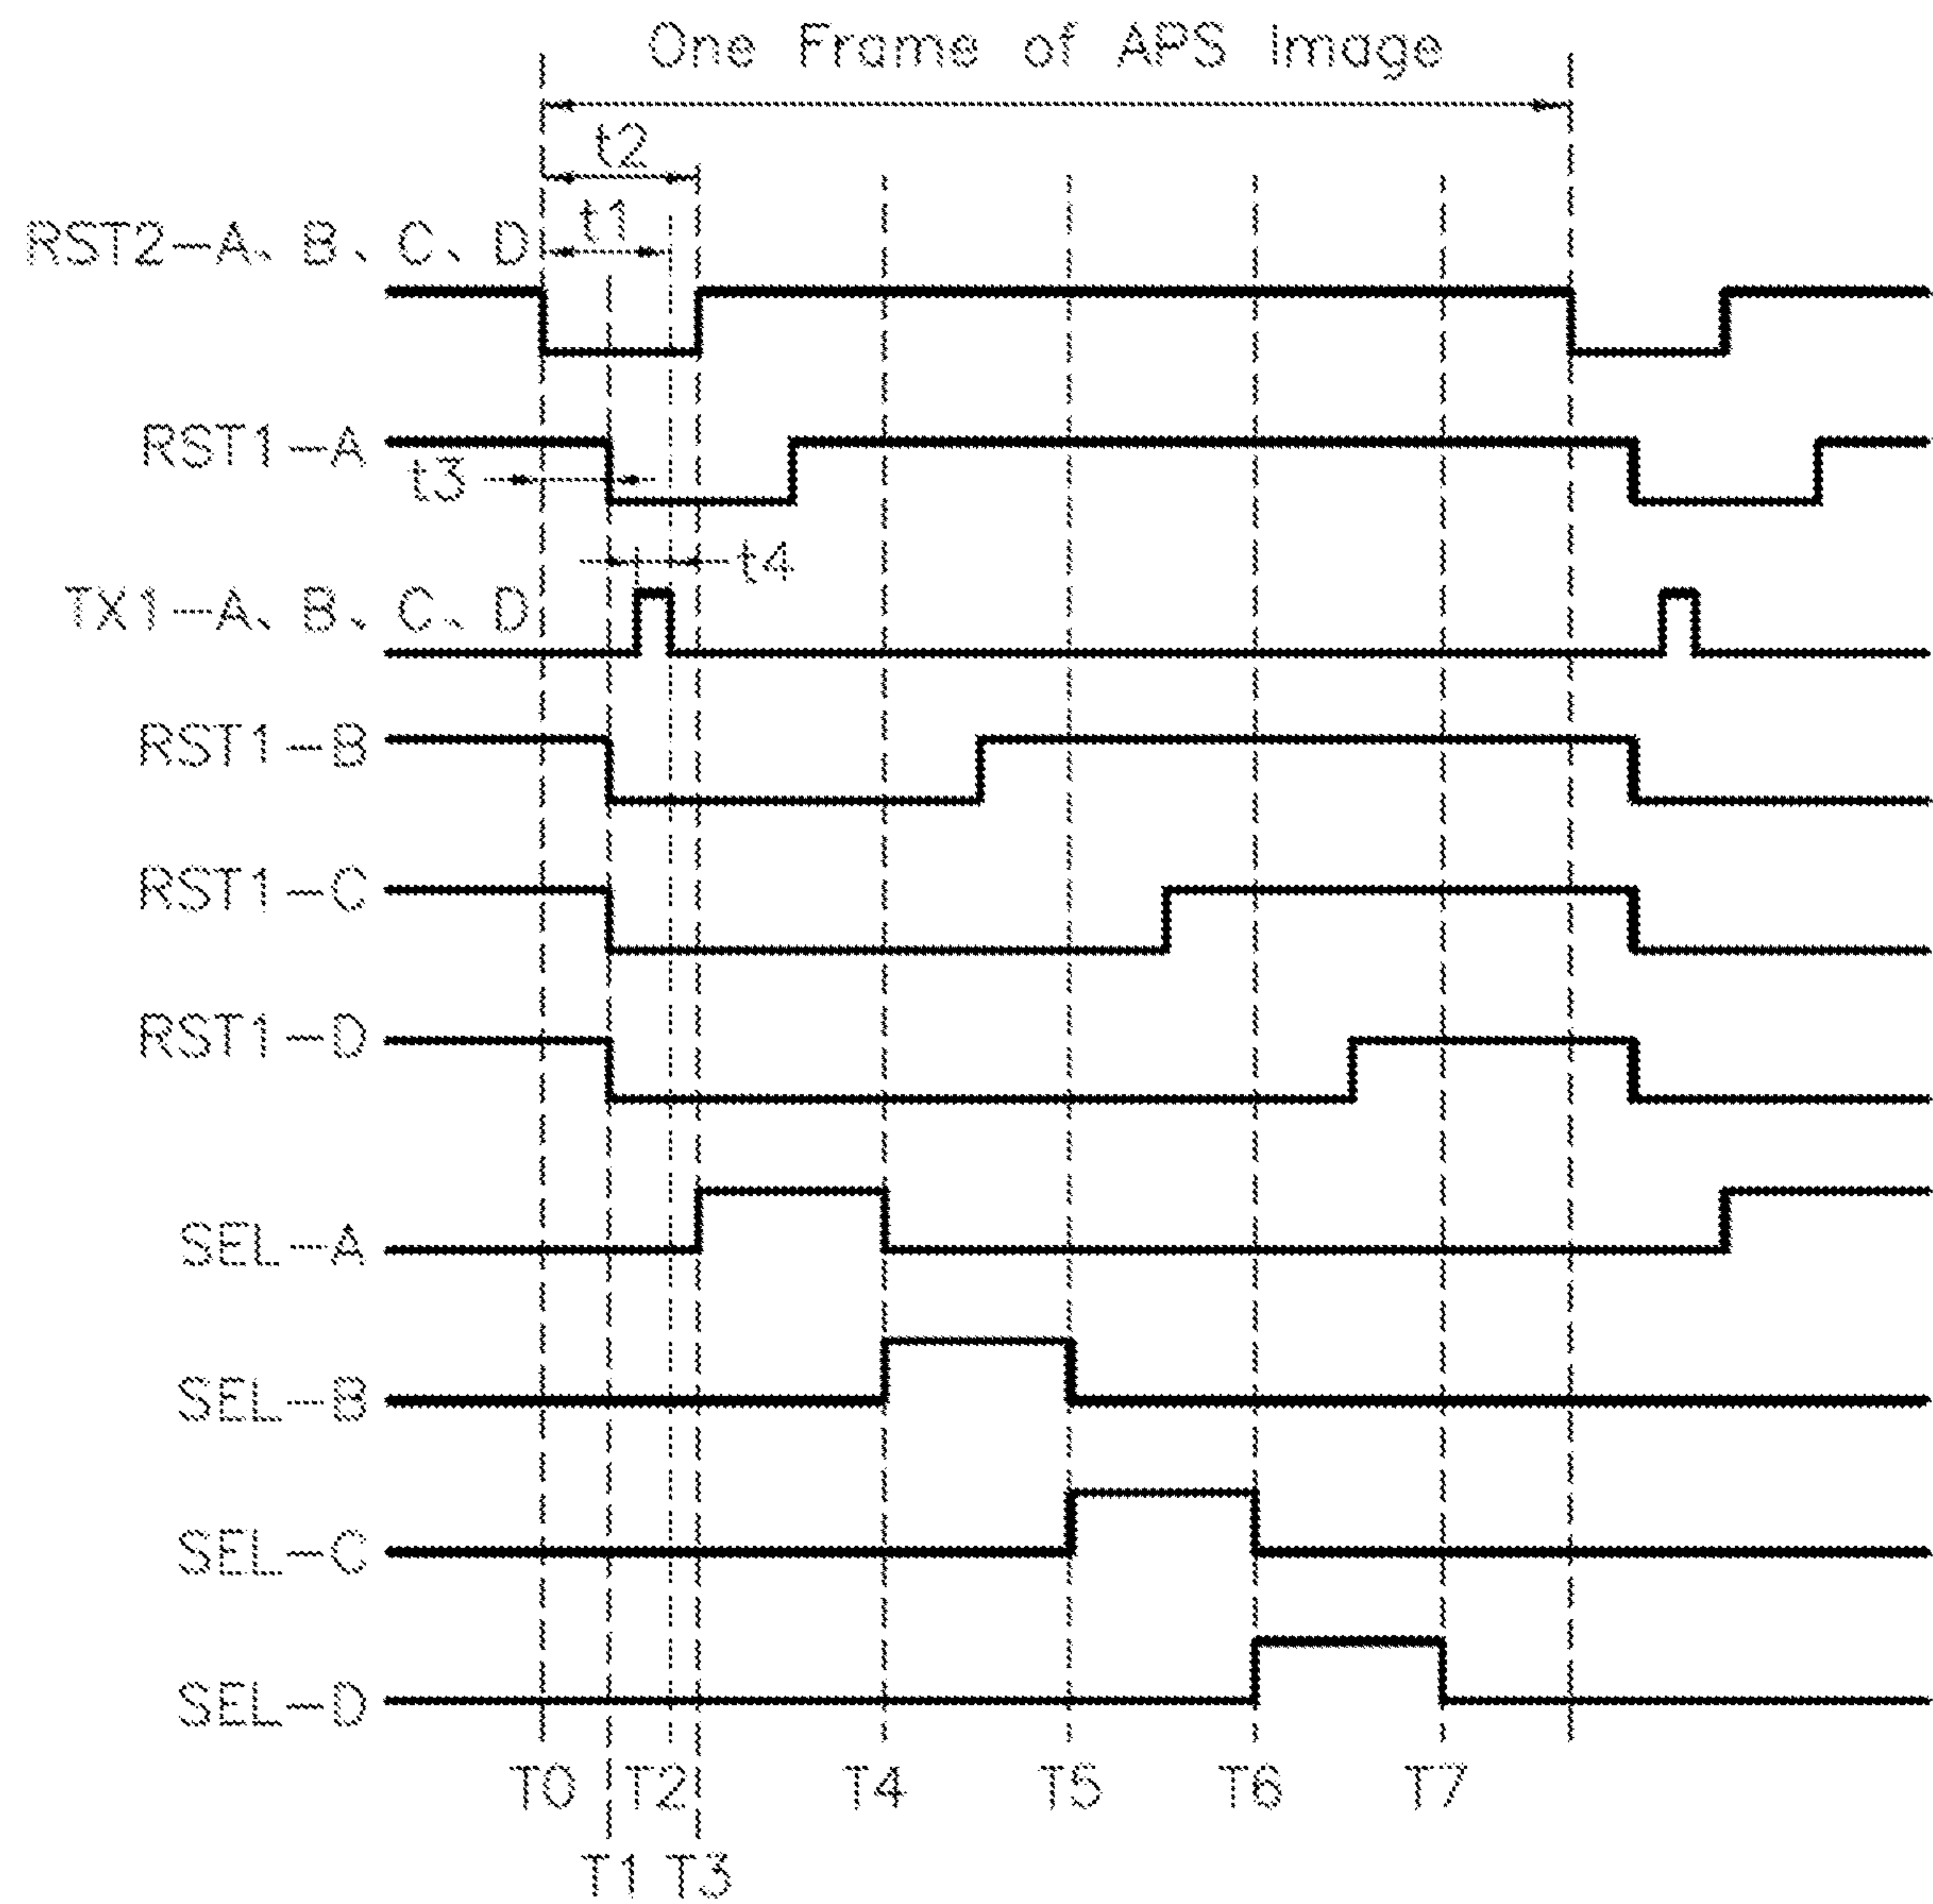 One Frame of APS Image
t2
t1
RST2-A、B、C、D
RST1-A
t3
t4
TX1-A、B、C、D
RST1-B
RST1-C
RST1-D
SEL-A
SEL-B
SEL-C
SEL-D
T0 T2 T4 T5 T6 T7
T1 T3